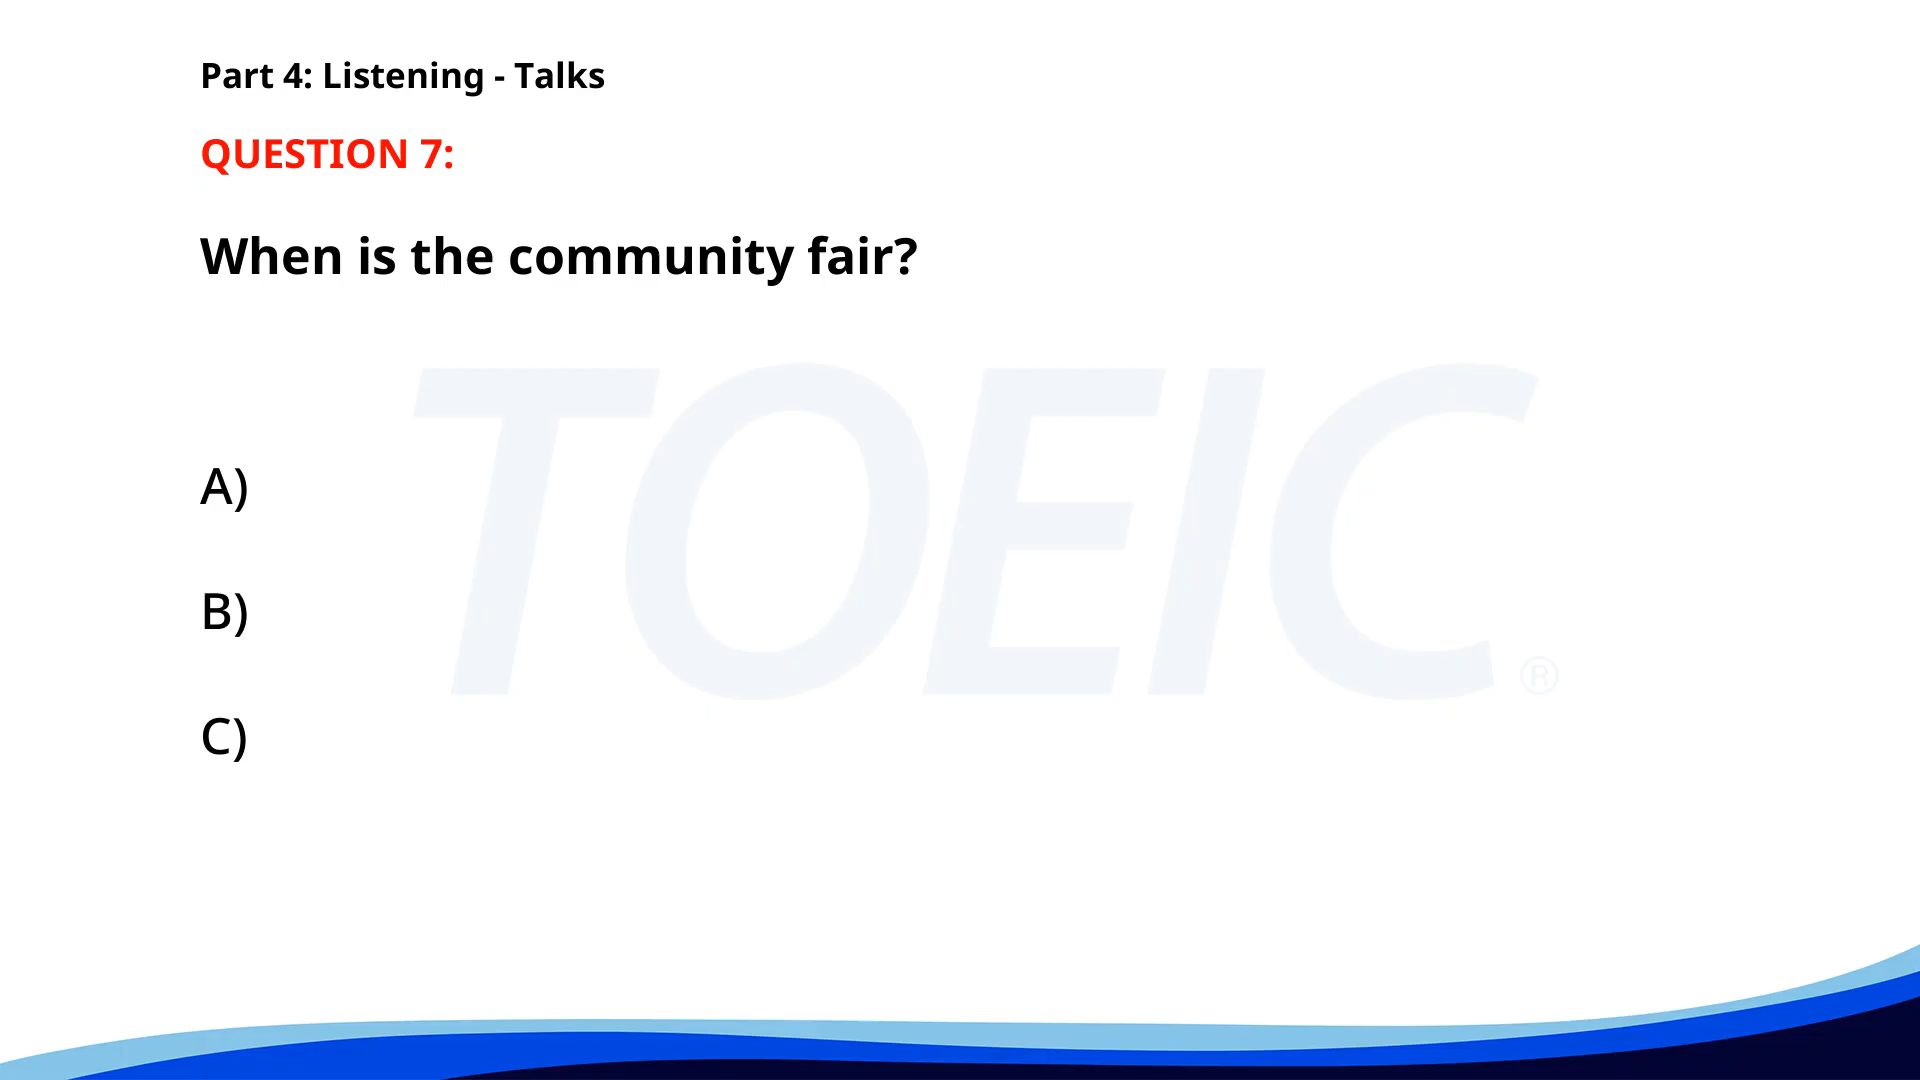 Part 4: Listening - Talks
QUESTION 7:
When is the community fair?
TOEIC®
A)
B)
C)